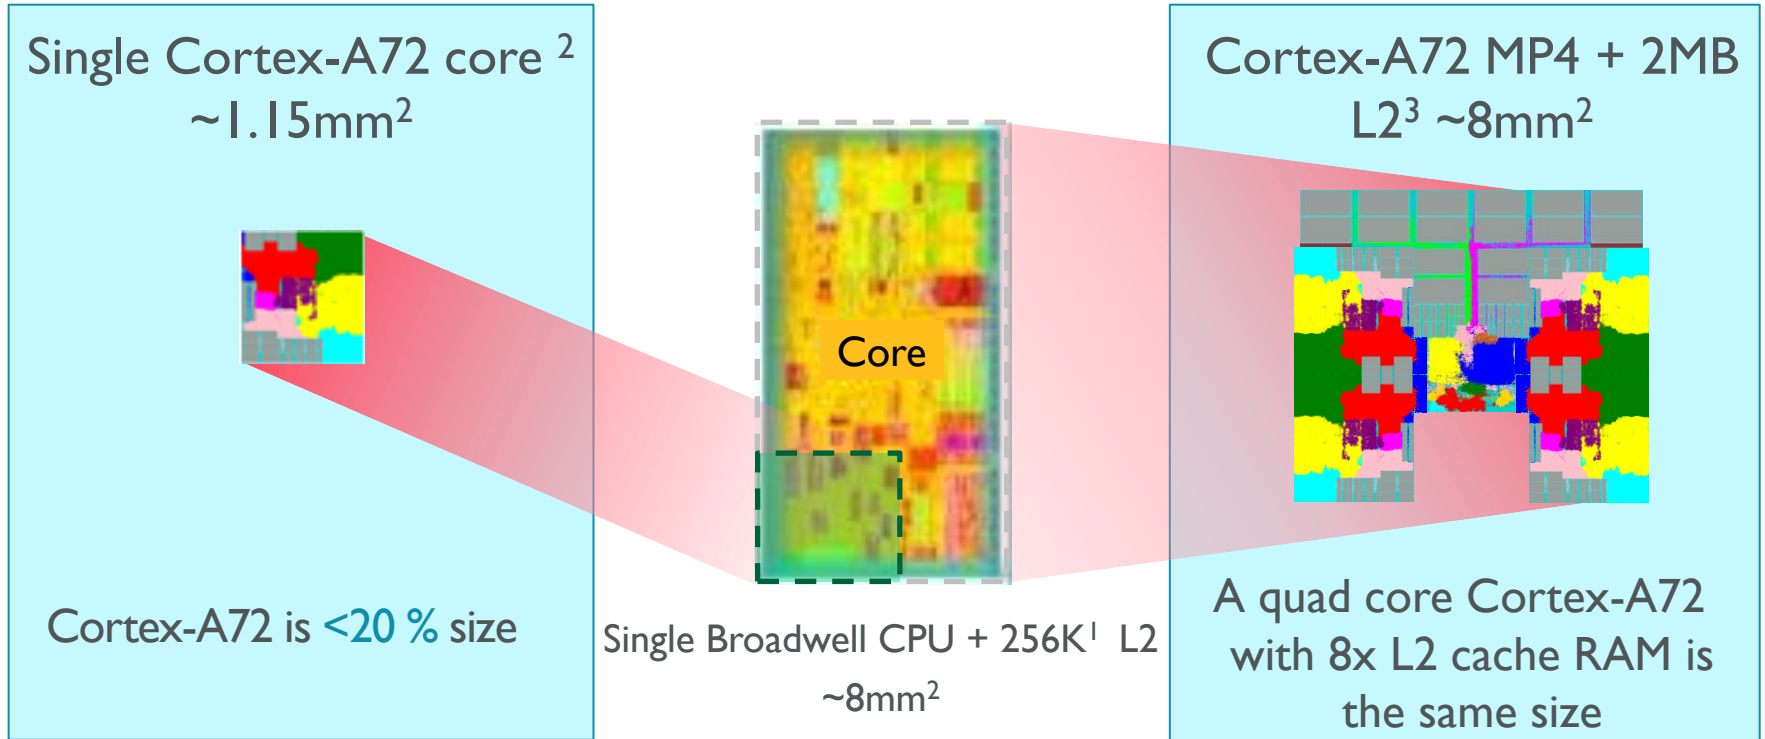 Single Cortex-A72 core ²
~1.15mm²
Cortex-A72 is <20 % size
Core
Single Broadwell CPU + 256K¹ L2
~8mm²
Cortex-A72 MP4 + 2MB
L2³ ~8mm²
A quad core Cortex-A72
with 8x L2 cache RAM is
the same size